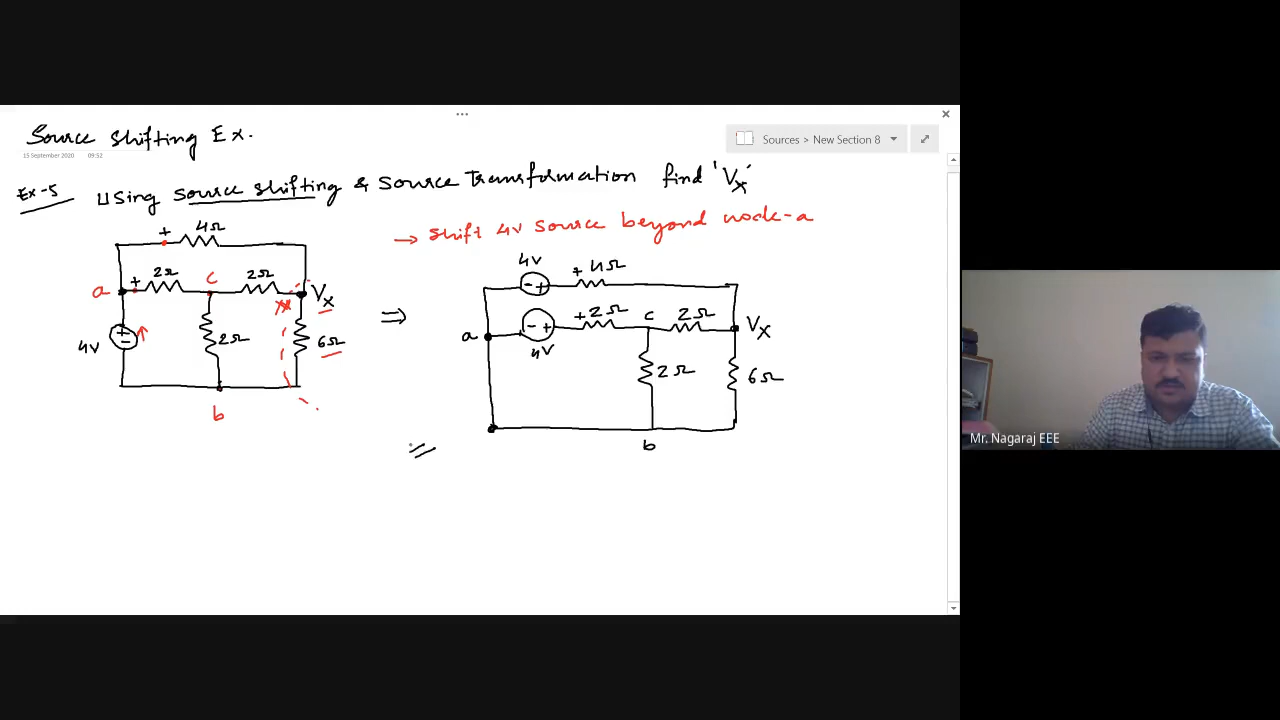 Source shifting Ex.
15 September 2020 09:52
Sources > New Section 8
Ex-5 Using source shifting & source transformation find 'Vx'
→ shift 4v source beyond node-a
+ 4Ω
a + 2Ω c 2Ω Vx
4v + - 2Ω 6Ω
b
⇒
4v + 4Ω
- +
a - + 4v + 2Ω c 2Ω Vx
2Ω 6Ω
b
Mr. Nagaraj EEE